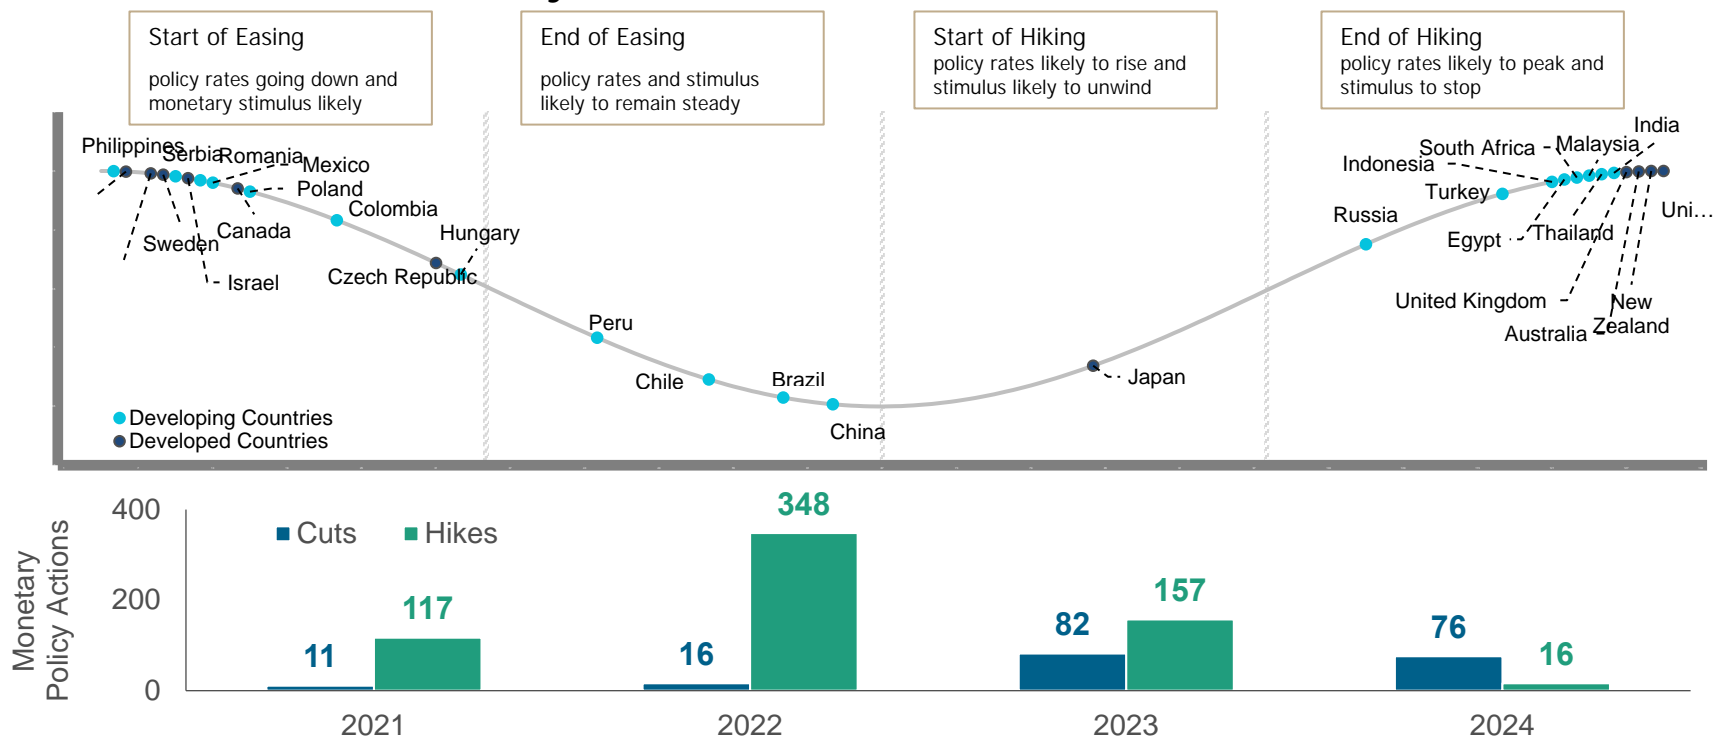 Start of Easing
policy rates going down and
monetary stimulus likely
End of Easing
policy rates and stimulus
likely to remain steady
Start of Hiking
policy rates likely to rise and
stimulus likely to unwind
End of Hiking
policy rates likely to peak and
stimulus to stop
Philippines
Serbia
Romania
Mexico
Poland
Colombia
Canada
Sweden
Israel
Hungary
Czech Republic
Peru
Chile
Brazil
China
Japan
Russia
Turkey
Indonesia
South Africa
Malaysia
India
Egypt
Thailand
Uni...
United Kingdom
Australia
New
Zealand
Developing Countries
Developed Countries
Monetary
Policy Actions
400
200
0
Cuts
Hikes
11
117
16
348
82
157
76
16
2021
2022
2023
2024